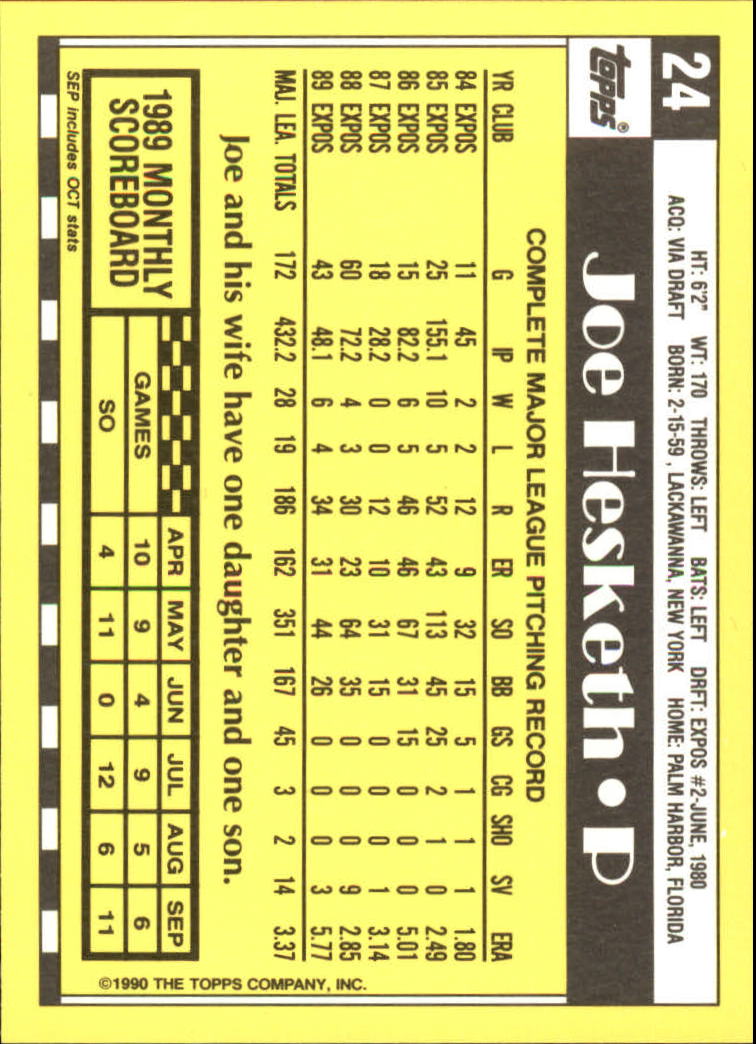 24
HT: 6'2" WT: 170 THROWS: LEFT BATS: LEFT DRFT: EXPOS #2-JUNE, 1980
ACQ: VIA DRAFT BORN: 2-15-59 , LACKAWANNA, NEW YORK HOME: PALM HARBOR, FLORIDA
topps®
Joe Hesketh • P
COMPLETE MAJOR LEAGUE PITCHING RECORD
YR CLUB G IP W L R ER SO BB GS CG SHO SV ERA
84 EXPOS 11 45 2 2 12 9 32 15 5 1 1 1 1.80
85 EXPOS 25 155.1 10 5 52 43 113 45 25 2 1 0 2.49
86 EXPOS 15 82.2 6 5 46 46 67 31 15 0 0 0 5.01
87 EXPOS 18 28.2 0 0 12 10 31 15 0 0 0 1 3.14
88 EXPOS 60 72.2 4 3 30 23 64 35 0 0 0 9 2.85
89 EXPOS 43 48.1 6 4 34 31 44 26 0 0 0 3 5.77
MAJ. LEA. TOTALS 172 432.2 28 19 186 162 351 167 45 3 2 14 3.37
Joe and his wife have one daughter and one son.
1989 MONTHLY
SCOREBOARD
APR MAY JUN JUL AUG SEP
GAMES 10 9 4 9 5 6
SO 4 11 0 12 6 11
SEP includes OCT stats
©1990 THE TOPPS COMPANY, INC.